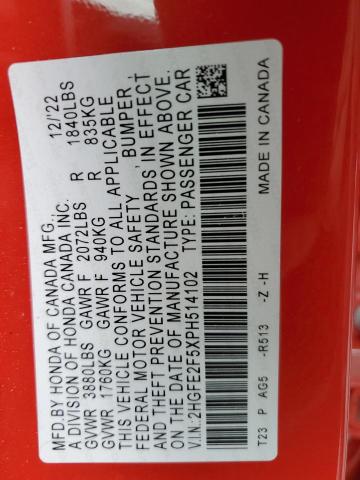 MFD.BY HONDA OF CANADA MFG.,
A DIVISION OF HONDA CANADA INC. 12/'22
GVWR 3880LBS GAWR F 2072LBS R 1840LBS
GVWR 1760KG GAWR F 940KG R 835KG
THIS VEHICLE CONFORMS TO ALL APPLICABLE
FEDERAL MOTOR VEHICLE SAFETY, BUMPER,
AND THEFT PREVENTION STANDARDS IN EFFECT
ON THE DATE OF MANUFACTURE SHOWN ABOVE.
V.I.N: 2HGFE2F5XPH514102 TYPE: PASSENGER CAR
T23 P AG5 -R513 -Z -H MADE IN CANADA